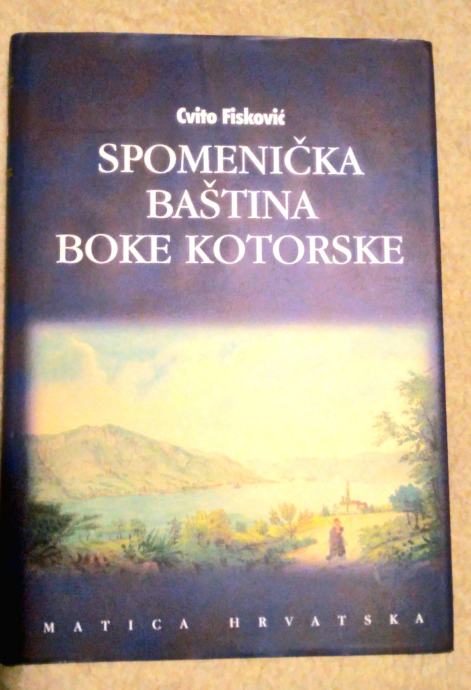 Cvito Fisković
SPOMENIČKA
BAŠTINA
BOKE KOTORSKE
MATICA HRVATSKA